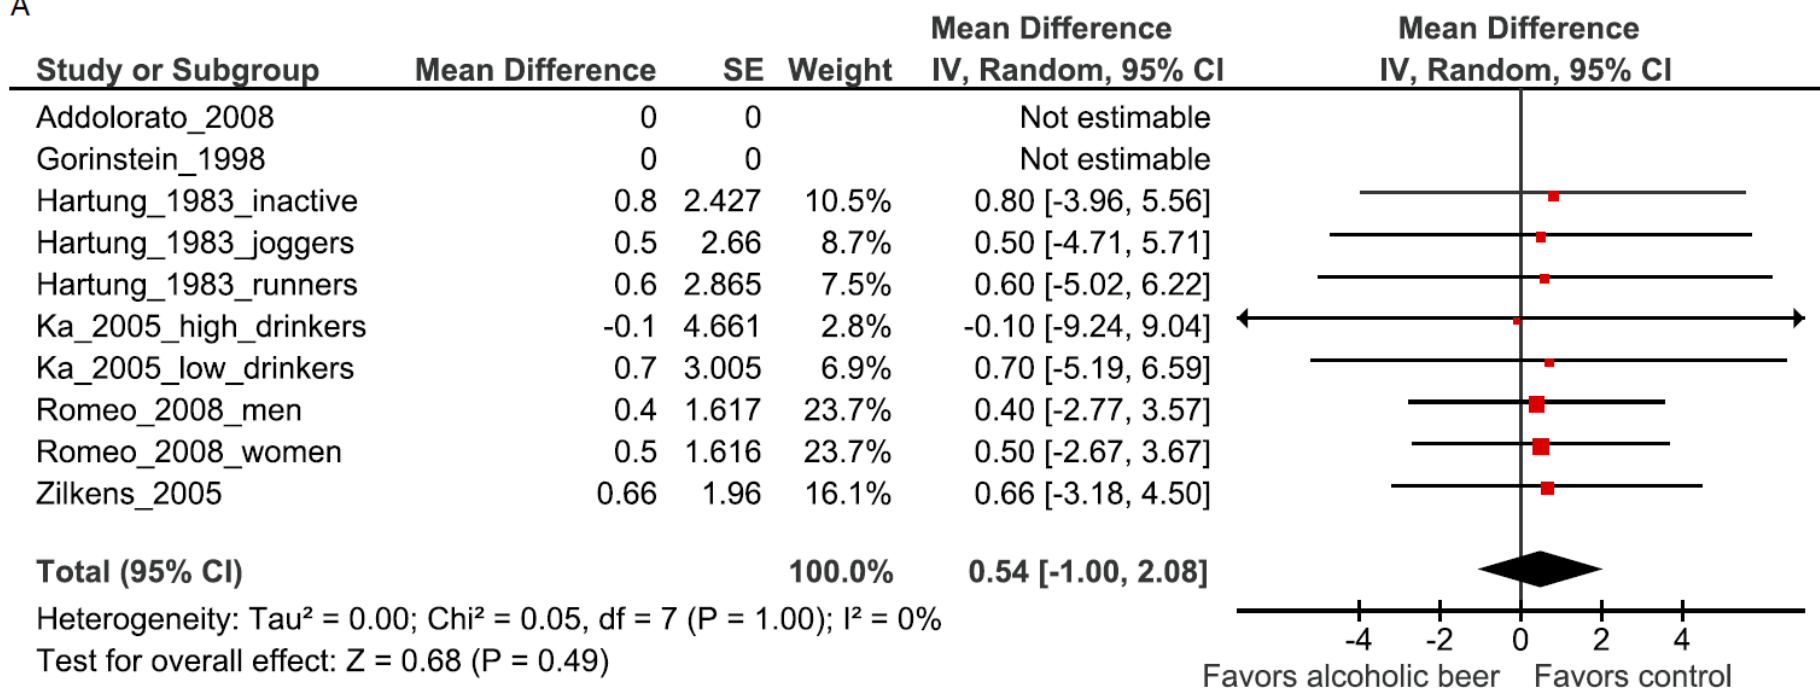 A
Mean Difference Mean Difference
Study or Subgroup Mean Difference SE Weight IV, Random, 95% CI IV, Random, 95% CI
Addolorato_2008 0 0 Not estimable
Gorinstein_1998 0 0 Not estimable
Hartung_1983_inactive 0.8 2.427 10.5% 0.80 [-3.96, 5.56]
Hartung_1983_joggers 0.5 2.66 8.7% 0.50 [-4.71, 5.71]
Hartung_1983_runners 0.6 2.865 7.5% 0.60 [-5.02, 6.22]
Ka_2005_high_drinkers -0.1 4.661 2.8% -0.10 [-9.24, 9.04]
Ka_2005_low_drinkers 0.7 3.005 6.9% 0.70 [-5.19, 6.59]
Romeo_2008_men 0.4 1.617 23.7% 0.40 [-2.77, 3.57]
Romeo_2008_women 0.5 1.616 23.7% 0.50 [-2.67, 3.67]
Zilkens_2005 0.66 1.96 16.1% 0.66 [-3.18, 4.50]
Total (95% CI) 100.0% 0.54 [-1.00, 2.08]
Heterogeneity: Tau² = 0.00; Chi² = 0.05, df = 7 (P = 1.00); I² = 0%
Test for overall effect: Z = 0.68 (P = 0.49)
-4 -2 0 2 4
Favors alcoholic beer Favors control